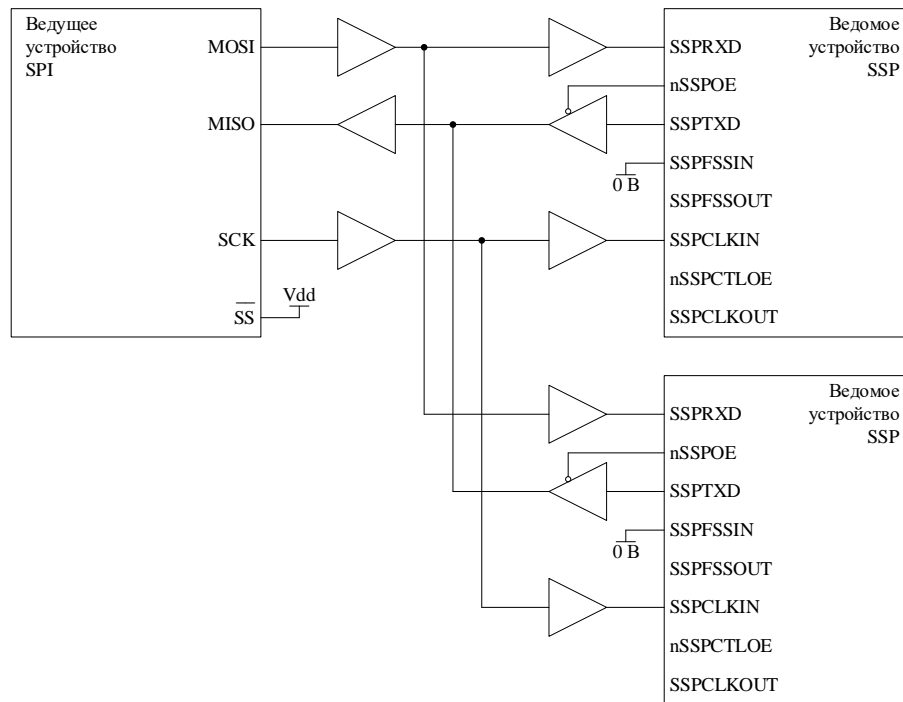 Ведущее
устройство
SPI
MOSI
MISO
SCK
SS
Vdd
Ведомое
устройство
SSP
SSPRXD
nSSPOE
SSPTXD
SSPFSSIN
0 В
SSPFSSOUT
SSPCLKIN
nSSPCTLOE
SSPCLKOUT
Ведомое
устройство
SSP
SSPRXD
nSSPOE
SSPTXD
SSPFSSIN
0 В
SSPFSSOUT
SSPCLKIN
nSSPCTLOE
SSPCLKOUT